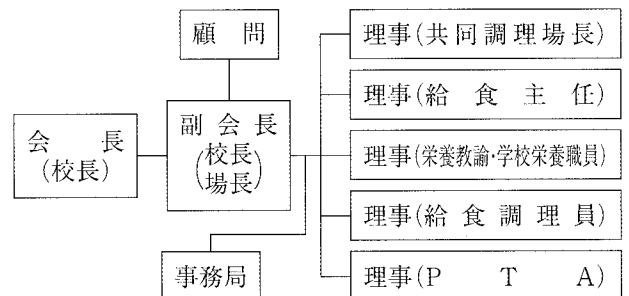 顧問
会長
(校長)
副会長
(校長
場長)
事務局
理事(共同調理場長)
理事(給食主任)
理事(栄養教諭・学校栄養職員)
理事(給食調理員)
理事(PTA)